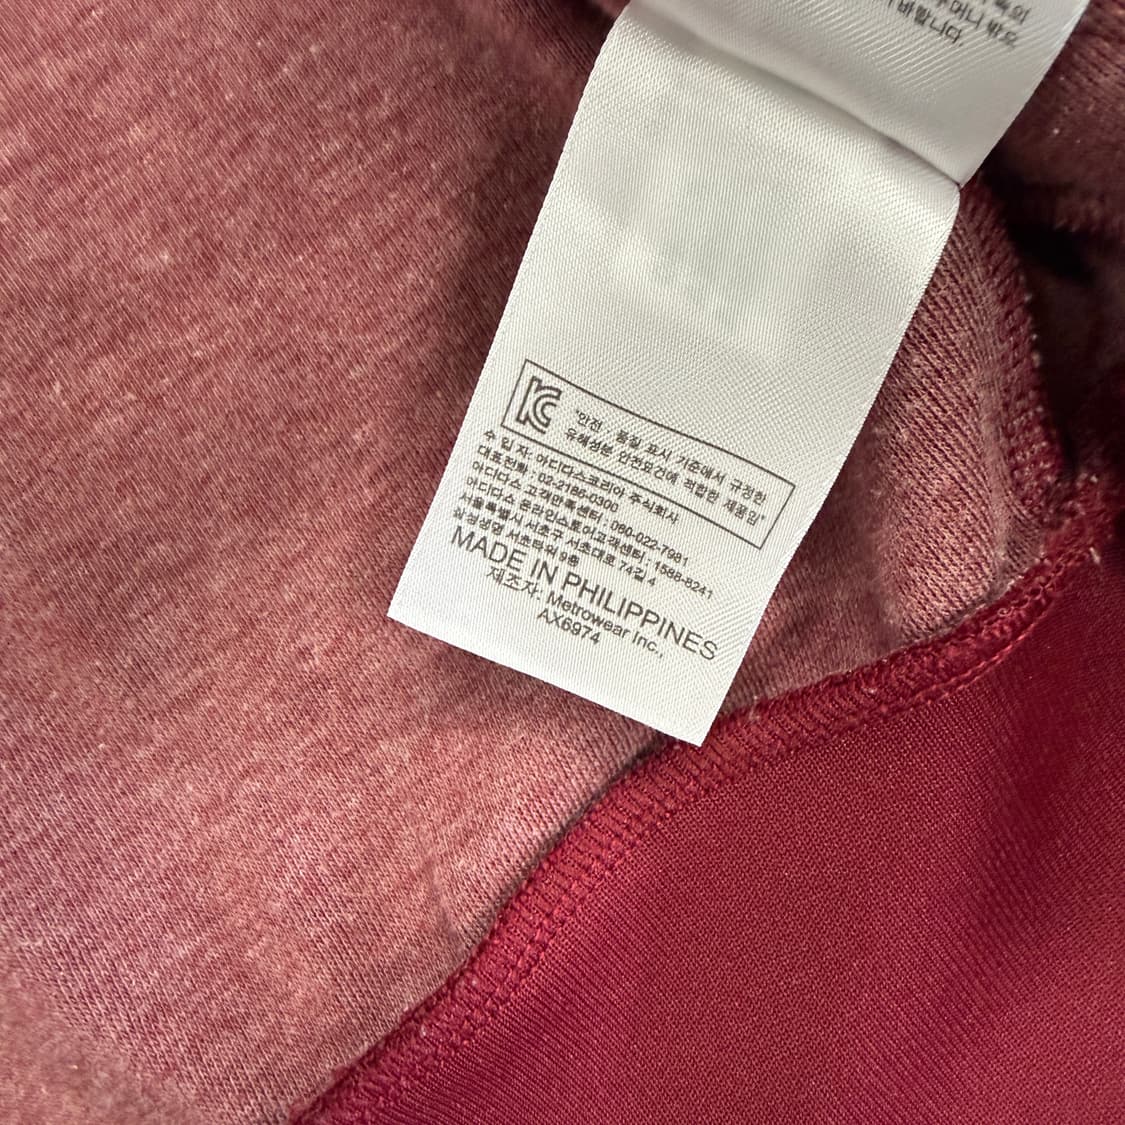 바랍니다.
KC
"안전 . 품질 표시 기준에서 규정한
유해성분 안전요건에 적합한 제품임"
수 입 자: 아디다스코리아 주식회사
대표전화 : 02-2186-0300
아디다스 고객만족센터 : 080-022-7981
아디다스 온라인스토어고객센터 : 1588-8241
서울특별시 서초구 서초대로 74길 4
삼성생명 서초타워 9층
MADE IN PHILIPPINES
제조자: Metrowear Inc.,
AX6974